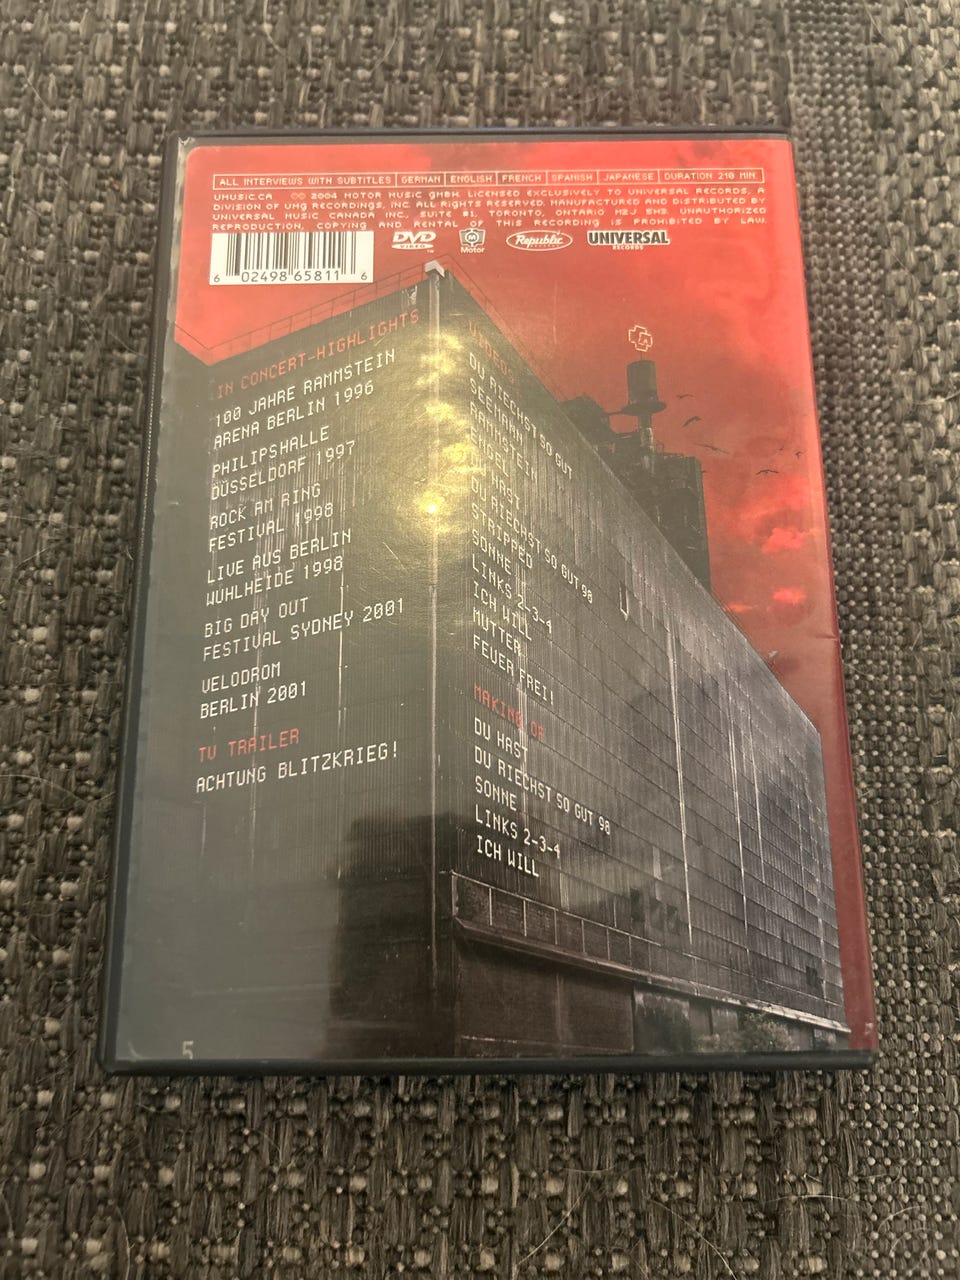 ALL INTERVIEWS WITH SUBTITLES | GERMAN | ENGLISH | FRENCH | SPANISH | JAPANESE | DURATION 210 MIN
UMUSIC.CA ℗© 2004 MOTOR MUSIC GMBH. LICENSED EXCLUSIVELY TO UNIVERSAL RECORDS, A
DIVISION OF UMG RECORDINGS, INC. ALL RIGHTS RESERVED. MANUFACTURED AND DISTRIBUTED BY
UNIVERSAL MUSIC CANADA INC., SUITE #1, TORONTO, ONTARIO M2J 5H3. UNAUTHORIZED
REPRODUCTION, COPYING AND RENTAL OF THIS RECORDING IS PROHIBITED BY LAW.
6 02498 65811 6
DVD VIDEO
Motor
Republic
UNIVERSAL RECORDS
IN CONCERT-HIGHLIGHTS
100 JAHRE RAMMSTEIN
ARENA BERLIN 1996
PHILIPSHALLE
DÜSSELDORF 1997
ROCK AM RING
FESTIVAL 1998
LIVE AUS BERLIN
WUHLHEIDE 1998
BIG DAY OUT
FESTIVAL SYDNEY 2001
VELODROM
BERLIN 2001
TV TRAILER
ACHTUNG BLITZKRIEG!
VIDEOS
DU RIECHST SO GUT
SEEMANN
RAMMSTEIN
ENGEL
DU HAST
DU RIECHST SO GUT 98
STRIPPED
SONNE
LINKS 2-3-4
ICH WILL
MUTTER
FEUER FREI!
MAKING OF
DU HAST
DU RIECHST SO GUT 98
SONNE
LINKS 2-3-4
ICH WILL
5